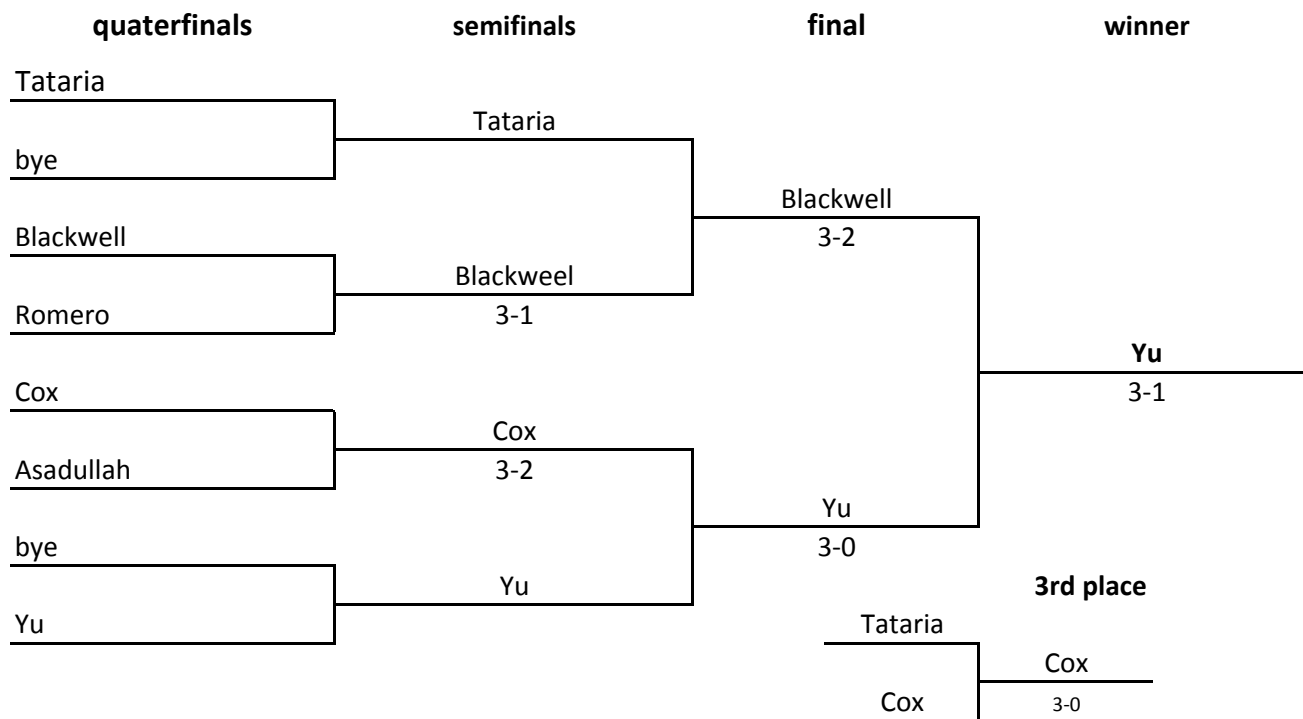 quaterfinals semifinals final winner
Tataria
Tataria
bye
Blackwell
3-2
Blackwell
Blackweel
3-1
Romero
Yu
3-1
Cox
Cox
3-2
Asadullah
Yu
3-0
bye
Yu
3rd place
Yu
Tataria
Cox
3-0
Cox